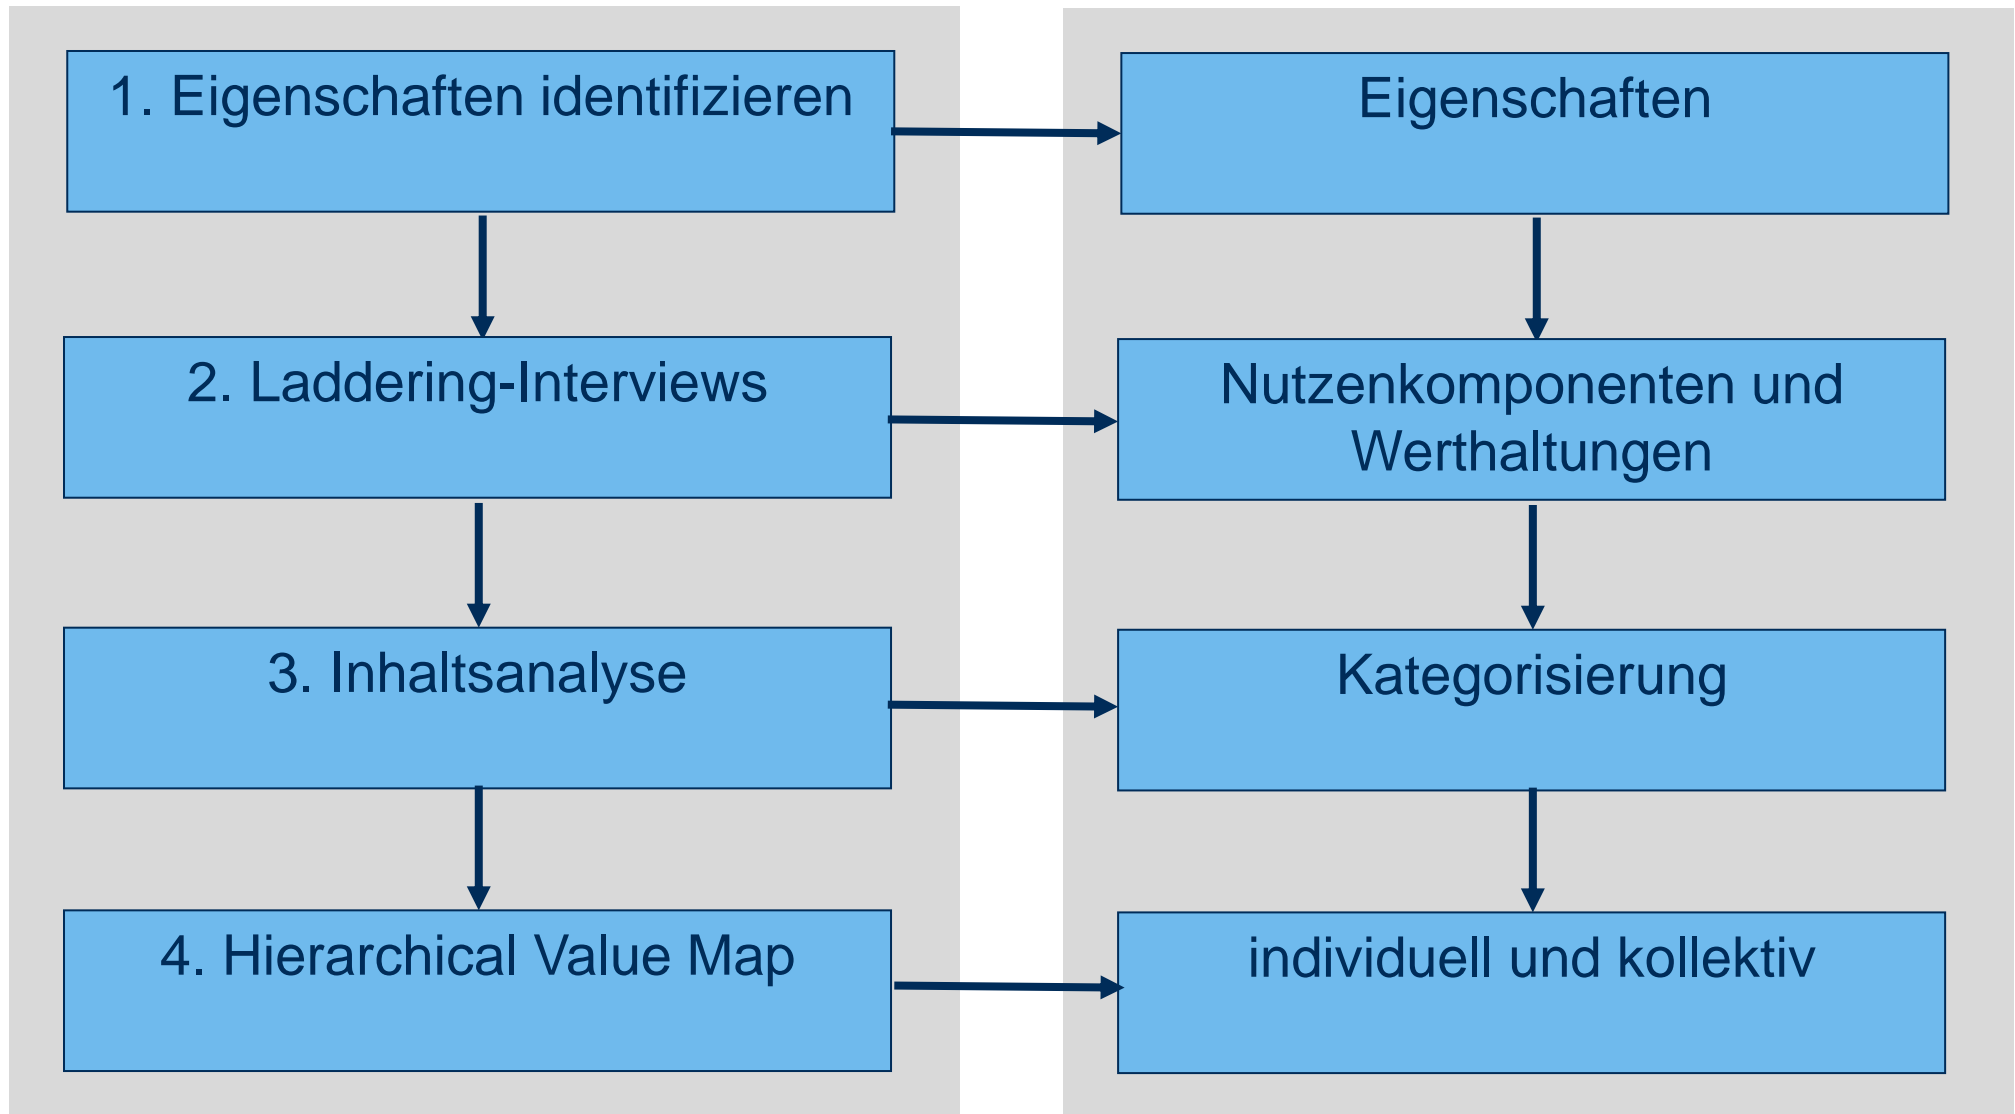 1. Eigenschaften identifizieren
Eigenschaften
2. Laddering-Interviews
Nutzenkomponenten und
Werthaltungen
3. Inhaltsanalyse
Kategorisierung
4. Hierarchical Value Map
individuell und kollektiv